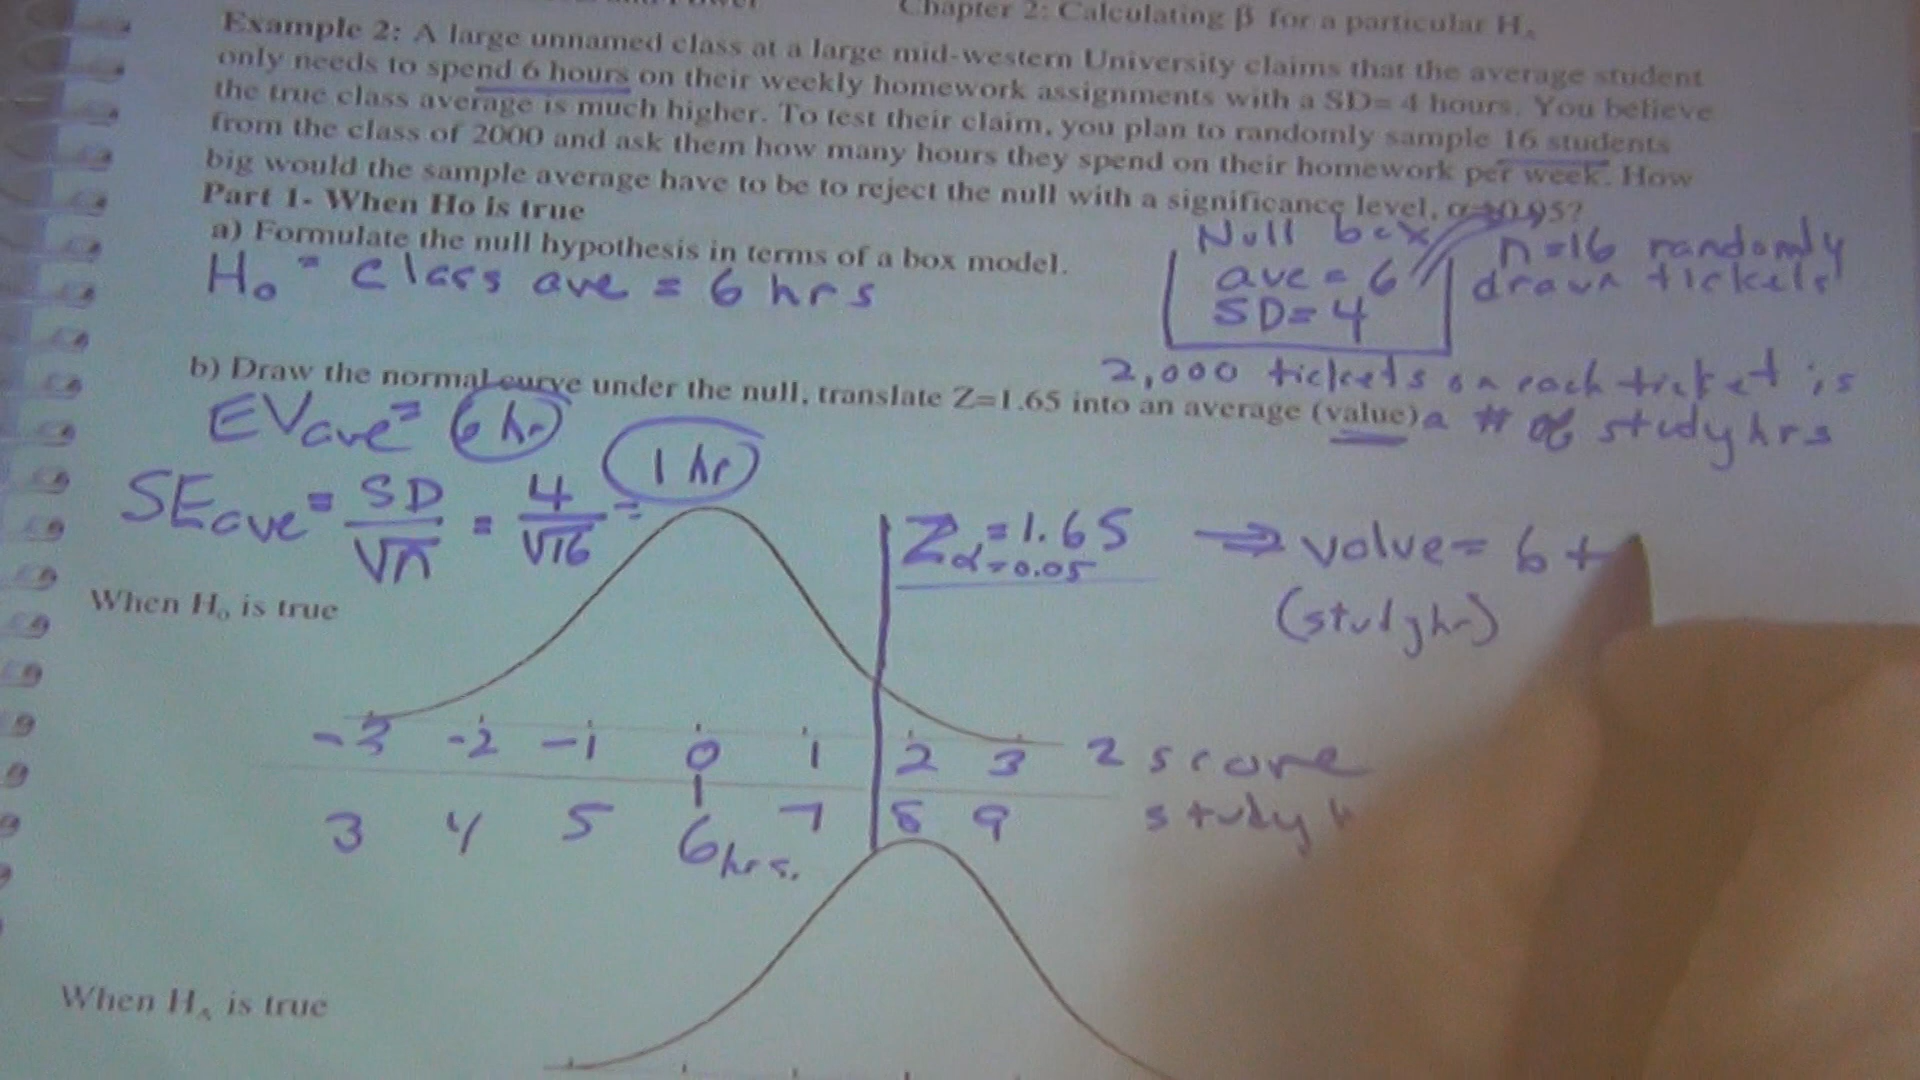 Chapter 2: Calculating β for a particular Hₐ
Example 2: A large unnamed class at a large mid-western University claims that the average student
only needs to spend 6 hours on their weekly homework assignments with a SD= 4 hours. You believe
the true class average is much higher. To test their claim, you plan to randomly sample 16 students
from the class of 2000 and ask them how many hours they spend on their homework per week. How
big would the sample average have to be to reject the null with a significance level, α=0.05?
Part 1- When Ho is true
a) Formulate the null hypothesis in terms of a box model.
Ho = class ave = 6 hrs
Null box
ave = 6
SD=4
n=16 randomly
drawn tickets
2,000 tickets on each ticket is
a # of study hrs
b) Draw the normal curve under the null, translate Z=1.65 into an average (value)
EVave= 6 hr
SEave = SD/√n = 4/√16 = 1 hr
Zα=0.05 = 1.65 ⇒ value= 6 +
(study hr)
When Hₒ is true
-3 -2 -1 0 1 2 3 Z score
3 4 5 6 hrs. 7 8 9 study
When Hₐ is true